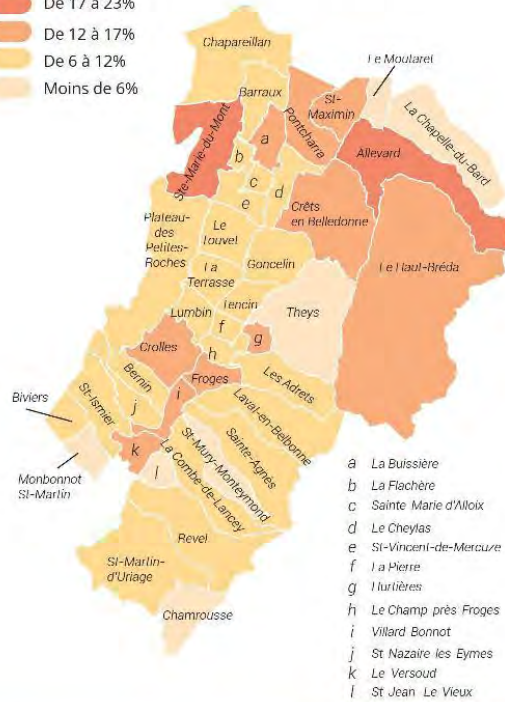 De 17 à 23%
De 12 à 17%
De 6 à 12%
Moins de 6%
Chapareillan
Le Moutaret
Barraux
St-
Maximin
Pontcharra
La Chapelle-du-Bard
Ste-Marie-du-Mont
a
Allevard
b
c
d
e
Crêts
en Belledonne
Plateau-
des
Petites-
Roches
Le
Touvet
Goncelin
Le Haut-Bréda
La
Terrasse
Theys
Lumbin
Tencin
f
g
Crolles
h
Bernin
Froges
Les Adrets
i
Biviers
St-Ismier
j
Laval-en-Belbonne
k
Sainte-Agnès
Monbonnot
St-Martin
l
St-Mury-Monteymond
La Combe-de-Lancey
Revel
St-Martin-
d'Uriage
Chamrousse
a La Buissière
b La Flachère
c Sainte Marie d'Alloix
d Le Cheylas
e St-Vincent-de-Mercuze
f La Pierre
g Hurtières
h Le Champ près Froges
i Villard Bonnot
j St Nazaire les Eymes
k Le Versoud
l St Jean Le Vieux